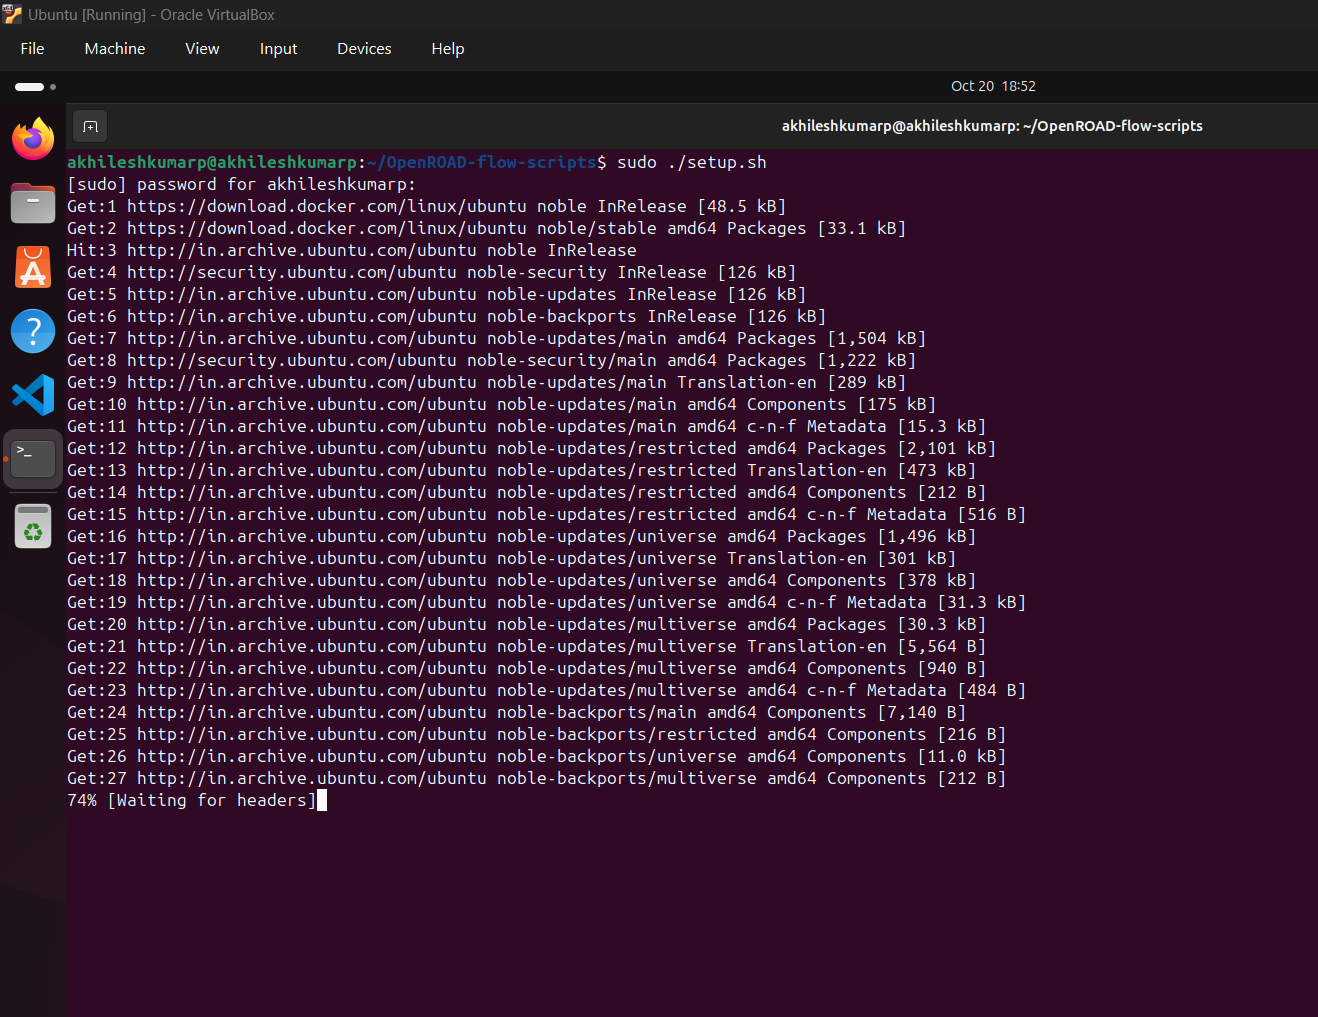 Ubuntu [Running] - Oracle VirtualBox
File Machine View Input Devices Help
Oct 20 18:52
akhileshkumarp@akhileshkumarp: ~/OpenROAD-flow-scripts
akhileshkumarp@akhileshkumarp:~/OpenROAD-flow-scripts$ sudo ./setup.sh
[sudo] password for akhileshkumarp:
Get:1 https://download.docker.com/linux/ubuntu noble InRelease [48.5 kB]
Get:2 https://download.docker.com/linux/ubuntu noble/stable amd64 Packages [33.1 kB]
Hit:3 http://in.archive.ubuntu.com/ubuntu noble InRelease
Get:4 http://security.ubuntu.com/ubuntu noble-security InRelease [126 kB]
Get:5 http://in.archive.ubuntu.com/ubuntu noble-updates InRelease [126 kB]
Get:6 http://in.archive.ubuntu.com/ubuntu noble-backports InRelease [126 kB]
Get:7 http://in.archive.ubuntu.com/ubuntu noble-updates/main amd64 Packages [1,504 kB]
Get:8 http://security.ubuntu.com/ubuntu noble-security/main amd64 Packages [1,222 kB]
Get:9 http://in.archive.ubuntu.com/ubuntu noble-updates/main Translation-en [289 kB]
Get:10 http://in.archive.ubuntu.com/ubuntu noble-updates/main amd64 Components [175 kB]
Get:11 http://in.archive.ubuntu.com/ubuntu noble-updates/main amd64 c-n-f Metadata [15.3 kB]
Get:12 http://in.archive.ubuntu.com/ubuntu noble-updates/restricted amd64 Packages [2,101 kB]
Get:13 http://in.archive.ubuntu.com/ubuntu noble-updates/restricted Translation-en [473 kB]
Get:14 http://in.archive.ubuntu.com/ubuntu noble-updates/restricted amd64 Components [212 B]
Get:15 http://in.archive.ubuntu.com/ubuntu noble-updates/restricted amd64 c-n-f Metadata [516 B]
Get:16 http://in.archive.ubuntu.com/ubuntu noble-updates/universe amd64 Packages [1,496 kB]
Get:17 http://in.archive.ubuntu.com/ubuntu noble-updates/universe Translation-en [301 kB]
Get:18 http://in.archive.ubuntu.com/ubuntu noble-updates/universe amd64 Components [378 kB]
Get:19 http://in.archive.ubuntu.com/ubuntu noble-updates/universe amd64 c-n-f Metadata [31.3 kB]
Get:20 http://in.archive.ubuntu.com/ubuntu noble-updates/multiverse amd64 Packages [30.3 kB]
Get:21 http://in.archive.ubuntu.com/ubuntu noble-updates/multiverse Translation-en [5,564 B]
Get:22 http://in.archive.ubuntu.com/ubuntu noble-updates/multiverse amd64 Components [940 B]
Get:23 http://in.archive.ubuntu.com/ubuntu noble-updates/multiverse amd64 c-n-f Metadata [484 B]
Get:24 http://in.archive.ubuntu.com/ubuntu noble-backports/main amd64 Components [7,140 B]
Get:25 http://in.archive.ubuntu.com/ubuntu noble-backports/restricted amd64 Components [216 B]
Get:26 http://in.archive.ubuntu.com/ubuntu noble-backports/universe amd64 Components [11.0 kB]
Get:27 http://in.archive.ubuntu.com/ubuntu noble-backports/multiverse amd64 Components [212 B]
74% [Waiting for headers]